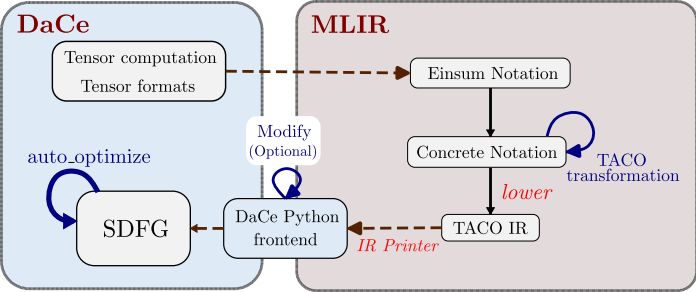 DaCe
Tensor computation
Tensor formats
auto_optimize
SDFG
Modify
(Optional)
DaCe Python
frontend
MLIR
Einsum Notation
Concrete Notation
TACO
transformation
lower
TACO IR
IR Printer